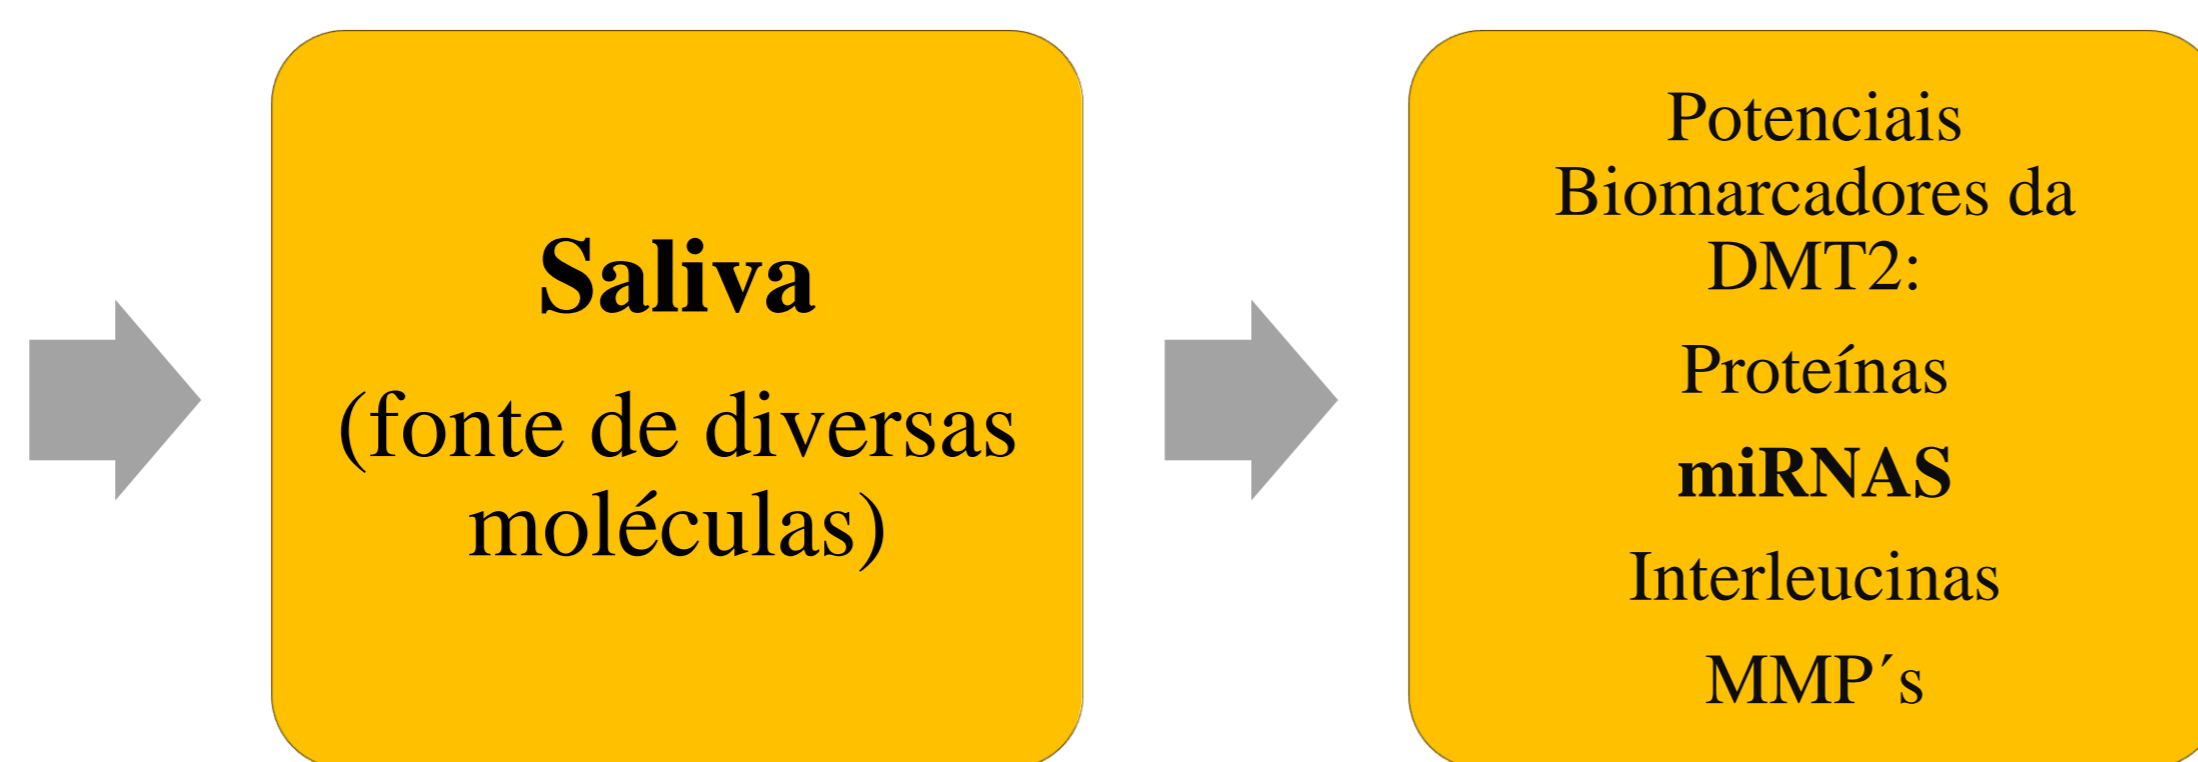 Saliva
(fonte de diversas
moléculas)
Potenciais
Biomarcadores da
DMT2:
Proteínas
miRNAS
Interleucinas
MMP´s